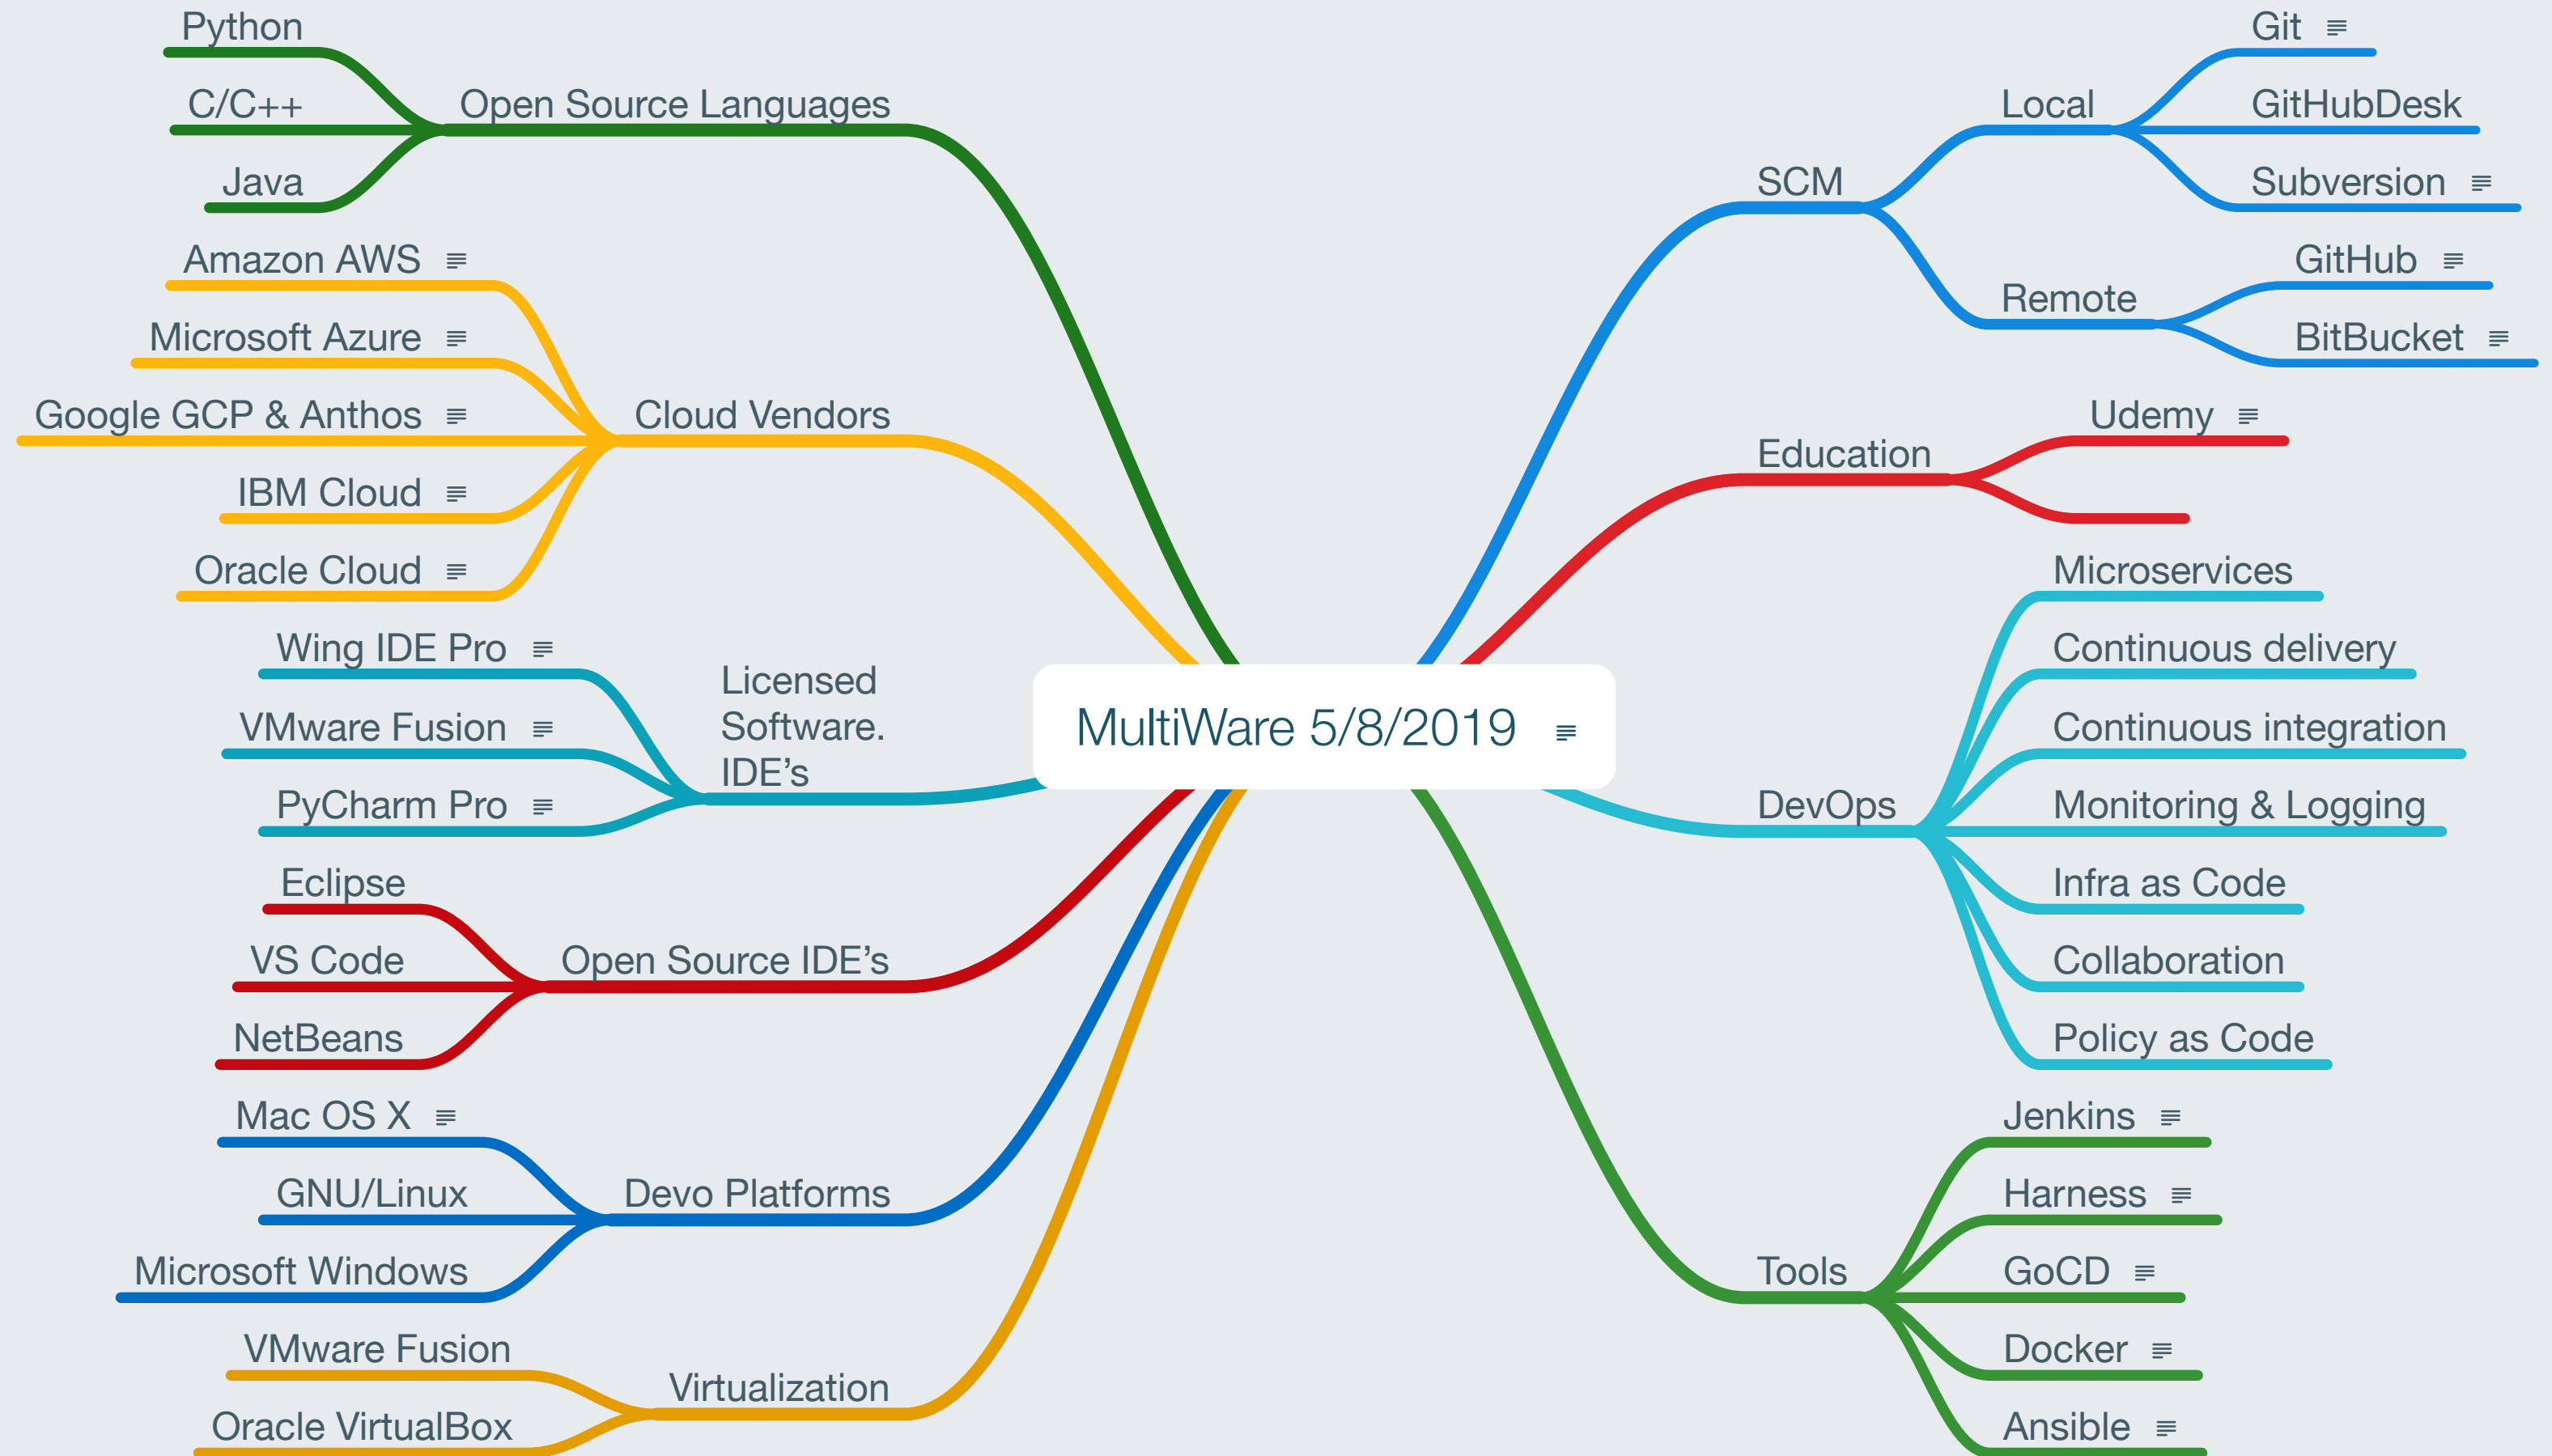 Python
C/C++
Java
Open Source Languages
Amazon AWS
Microsoft Azure
Google GCP & Anthos
IBM Cloud
Oracle Cloud
Cloud Vendors
Wing IDE Pro
VMware Fusion
PyCharm Pro
Licensed
Software.
IDE’s
Eclipse
VS Code
NetBeans
Open Source IDE’s
Mac OS X
GNU/Linux
Microsoft Windows
Devo Platforms
VMware Fusion
Oracle VirtualBox
Virtualization
MultiWare 5/8/2019
SCM
Local
Git
GitHubDesk
Subversion
Remote
GitHub
BitBucket
Education
Udemy
DevOps
Microservices
Continuous delivery
Continuous integration
Monitoring & Logging
Infra as Code
Collaboration
Policy as Code
Tools
Jenkins
Harness
GoCD
Docker
Ansible